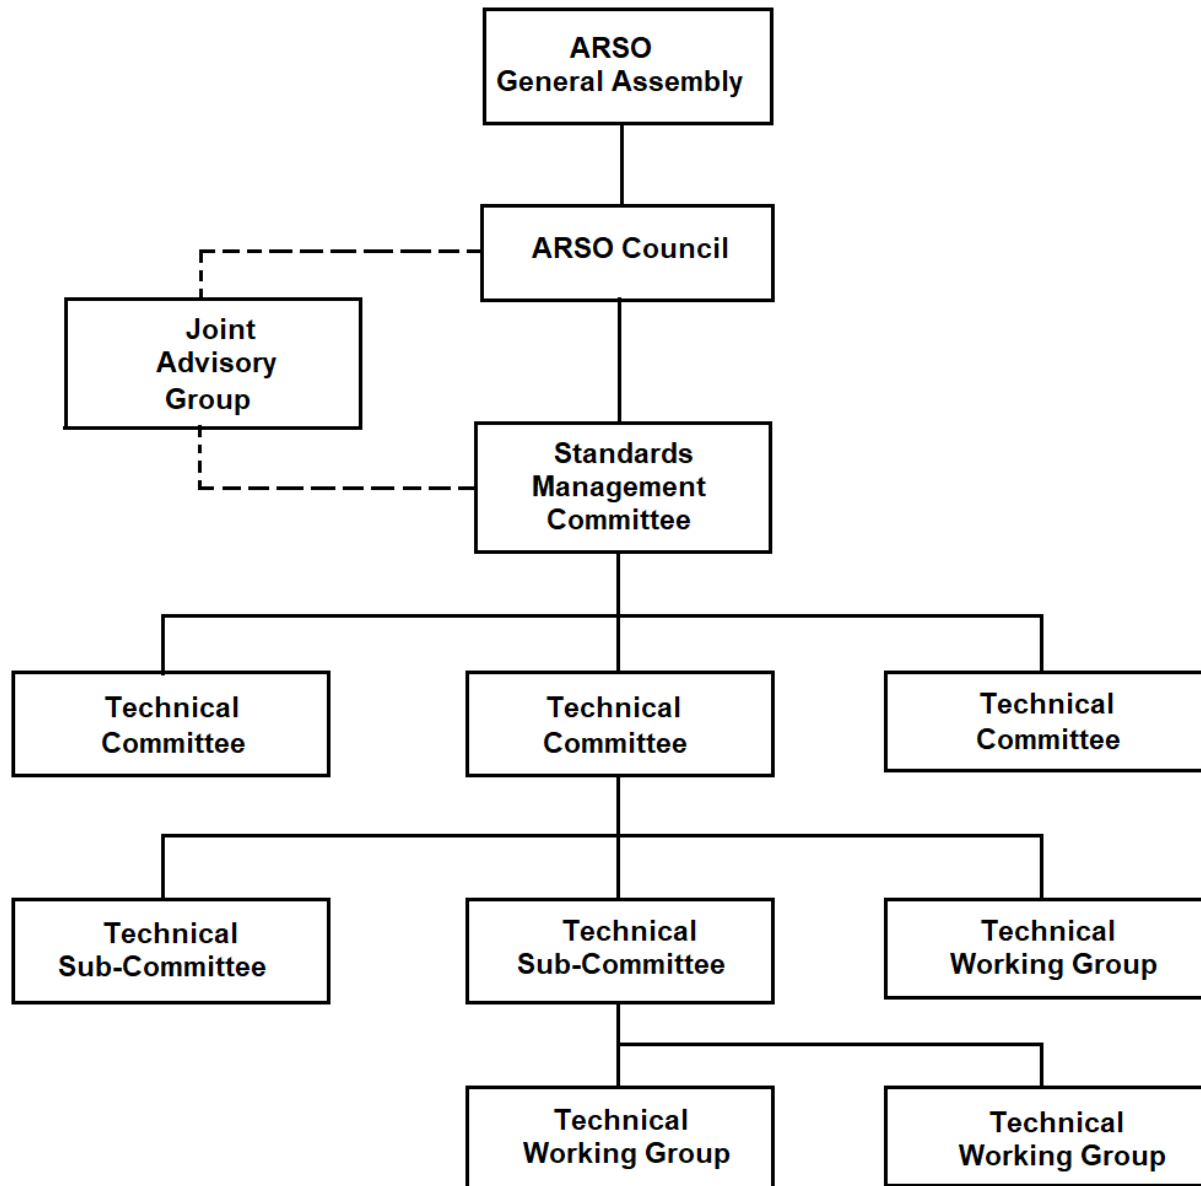 ARSO
General Assembly
ARSO Council
Joint
Advisory
Group
Standards
Management
Committee
Technical
Committee
Technical
Committee
Technical
Committee
Technical
Sub-Committee
Technical
Sub-Committee
Technical
Working Group
Technical
Working Group
Technical
Working Group